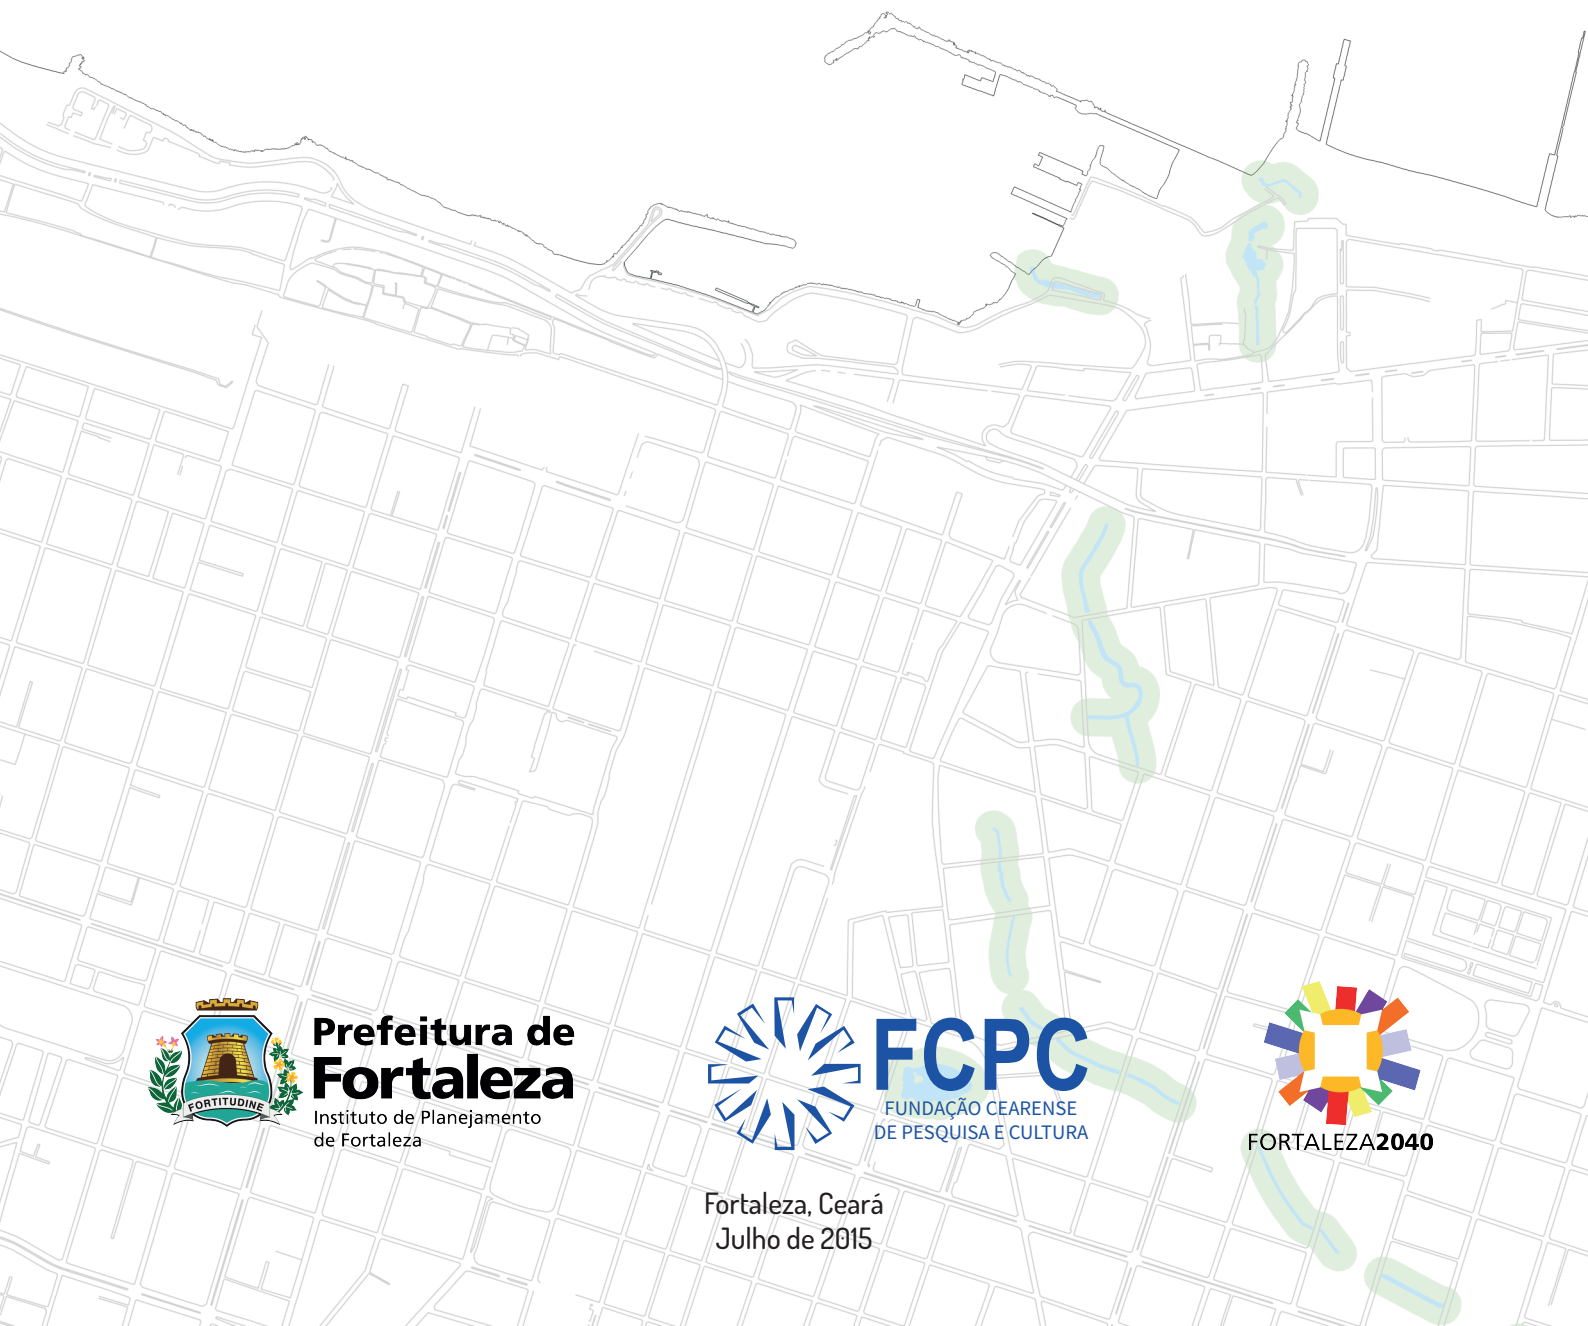 Prefeitura de
Fortaleza
Instituto de Planejamento
de Fortaleza
FORTITUDINE
FCPC
FUNDAÇÃO CEARENSE
DE PESQUISA E CULTURA
FORTALEZA2040
Fortaleza, Ceará
Julho de 2015